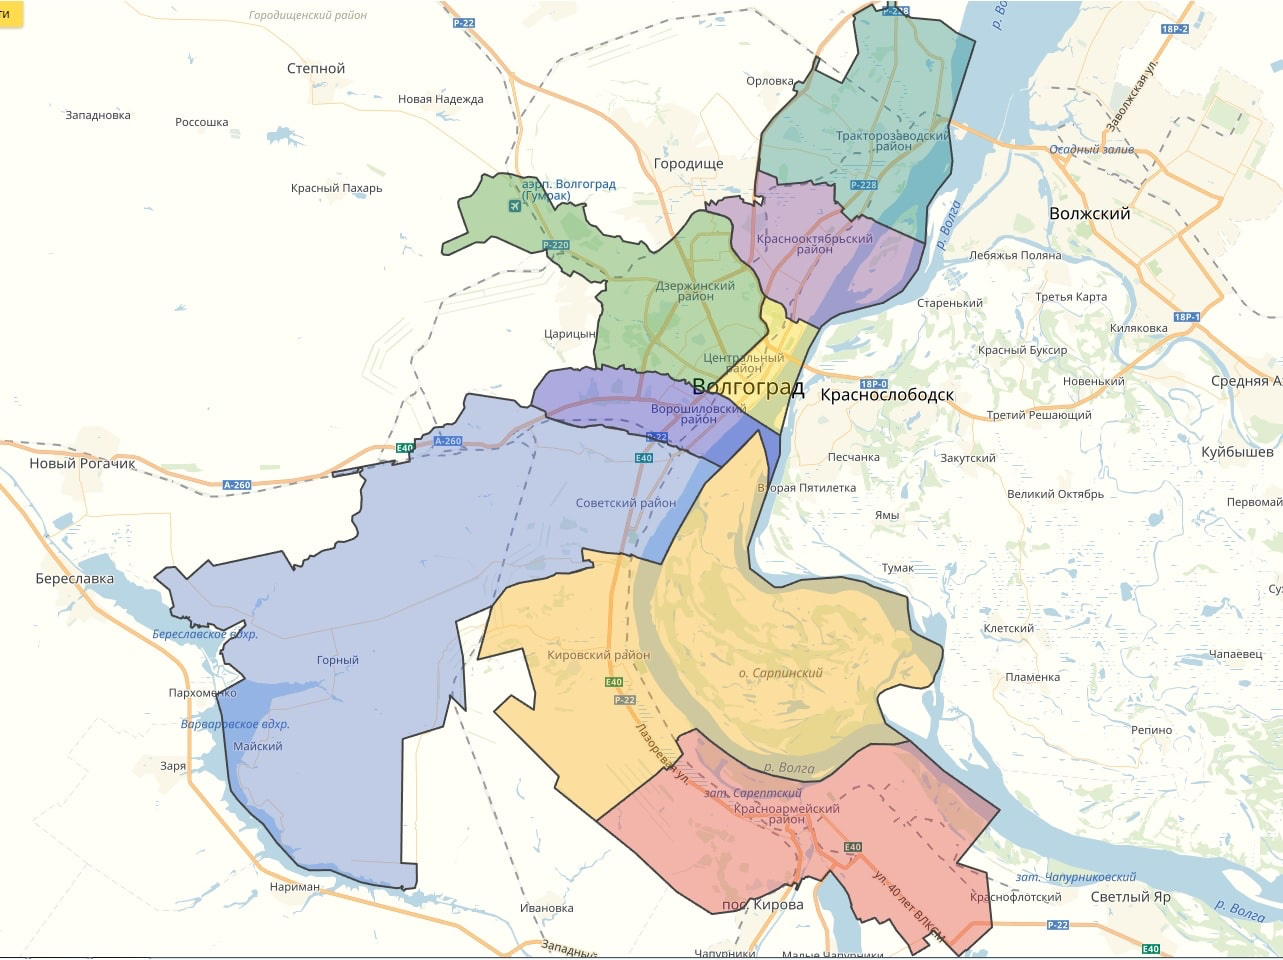 ти
Городищенский район
Р-22
Р-228
р. Во
18Р-2
Степной
Орловка
Заволжская ул.
Новая Надежда
Западновка
Россошка
Тракторозаводский
район
Осадный залив
Городище
Красный Пахарь
аэрп. Волгоград
(Гумрак)
Р-228
Волжский
р. Волга
Р-220
Краснооктябрьский
район
Лебяжья Поляна
Дзержинский
район
Старенький
Третья Карта
18Р-1
Царицын
Киляковка
Центральный
район
Красный Буксир
Волгоград
18Р-0
Краснослободск
Новенький
Средняя А
Ворошиловский
район
Третий Решающий
Р-22
А-260
Е40
Е40
Новый Рогачик
Песчанка
Закутский
Куйбышев
А-260
Вторая Пятилетка
Великий Октябрь
Советский район
Первомай
Ямы
Береславка
Тумак
Су
Береславское вдхр.
Клетский
Горный
Кировский район
Чапаевец
о. Сарпинский
Пламенка
Е40
Пархоменко
Р-22
Варваровское вдхр.
Репино
Майский
Лазоревая ул.
Заря
р. Волга
зат. Сарептский
Красноармейский
район
Е40
зат. Чапурниковский
Нариман
ул. 40 лет ВЛКСМ
Краснофлотский
Светлый Яр
Ивановка
пос. Кирова
р. Волга
Р-22
Западный
Чапурники
Малые Чапурники
Е40